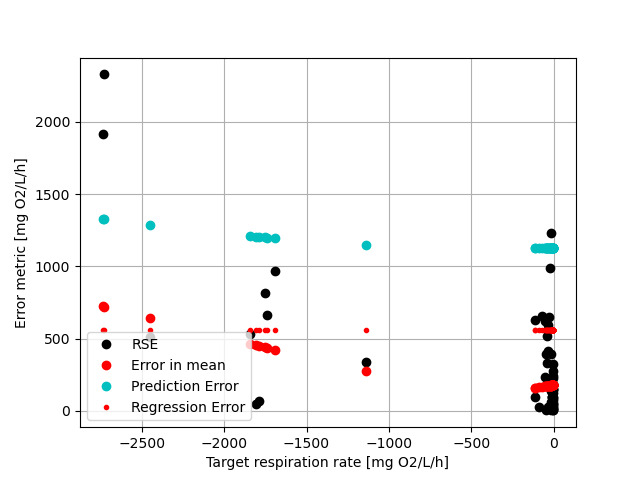 Error metric [mg O2/L/h]
2000
1500
1000
500
0
RSE
Error in mean
Prediction Error
Regression Error
−2500 −2000 −1500 −1000 −500 0
Target respiration rate [mg O2/L/h]